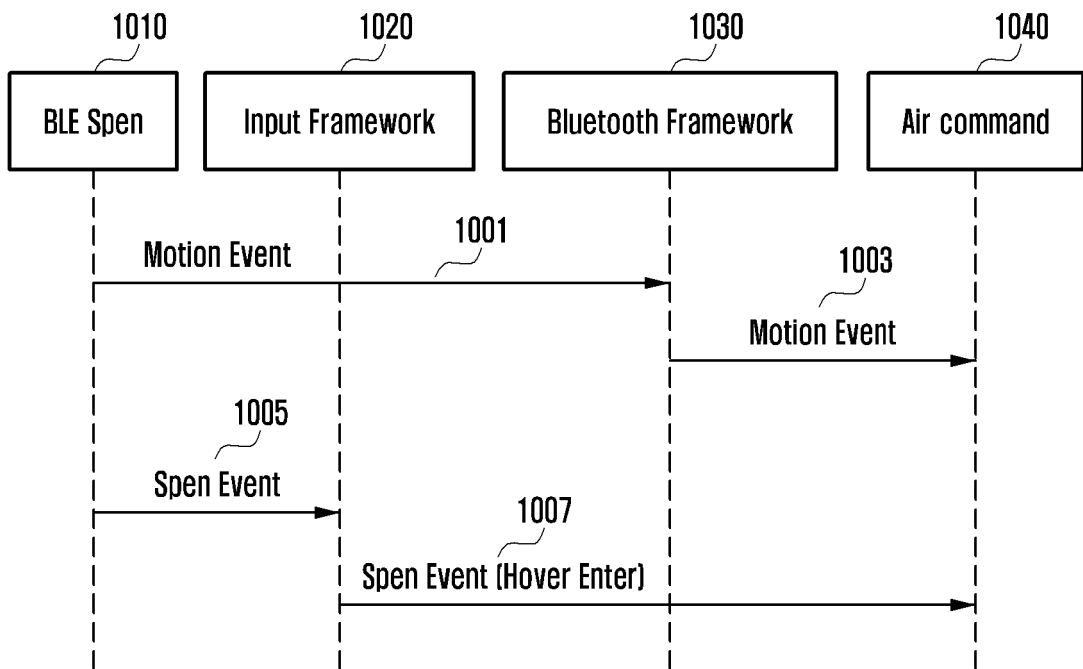 1010
1020
1030
1040
BLE Spen
Input Framework
Bluetooth Framework
Air command
1001
Motion Event
1003
Motion Event
1005
Spen Event
1007
Spen Event (Hover Enter)